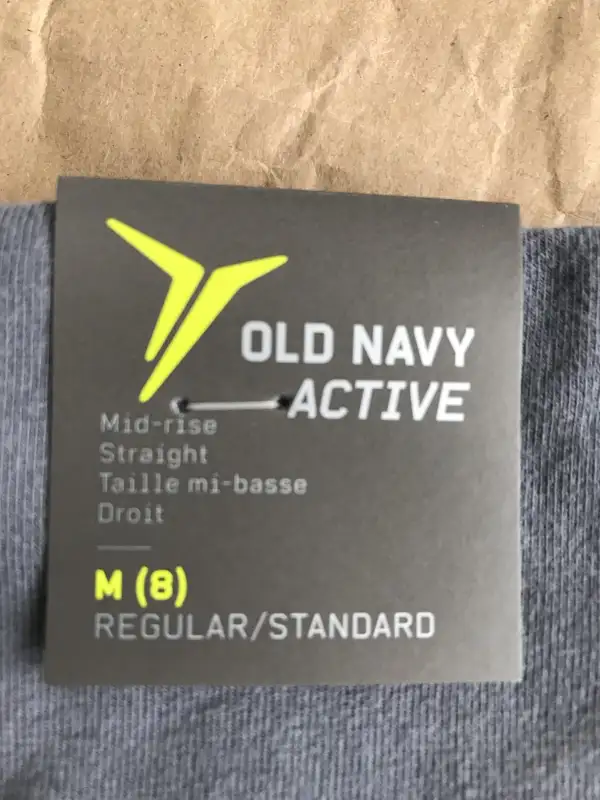 OLD NAVY
ACTIVE
Mid-rise
Straight
Taille mi-basse
Droit
M (8)
REGULAR/STANDARD